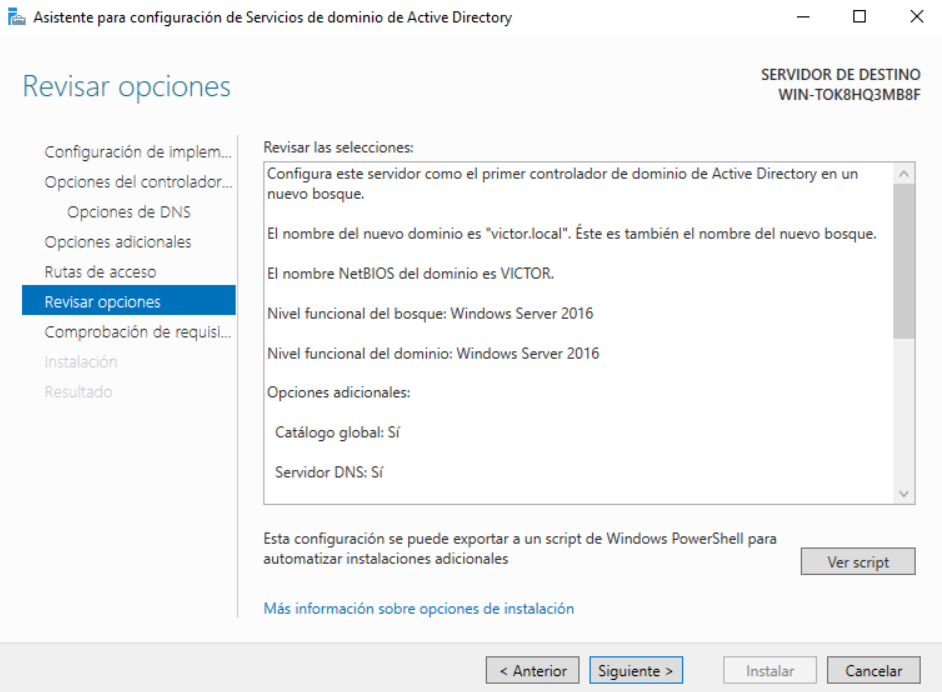 Asistente para configuración de Servicios de dominio de Active Directory
Revisar opciones
SERVIDOR DE DESTINO
WIN-TOK8HQ3MB8F
Configuración de implem...
Opciones del controlador...
Opciones de DNS
Opciones adicionales
Rutas de acceso
Revisar opciones
Comprobación de requisi...
Instalación
Resultado
Revisar las selecciones:
Configura este servidor como el primer controlador de dominio de Active Directory en un
nuevo bosque.
El nombre del nuevo dominio es "victor.local". Éste es también el nombre del nuevo bosque.
El nombre NetBIOS del dominio es VICTOR.
Nivel funcional del bosque: Windows Server 2016
Nivel funcional del dominio: Windows Server 2016
Opciones adicionales:
Catálogo global: Sí
Servidor DNS: Sí
Esta configuración se puede exportar a un script de Windows PowerShell para
automatizar instalaciones adicionales
Ver script
Más información sobre opciones de instalación
< Anterior
Siguiente >
Instalar
Cancelar